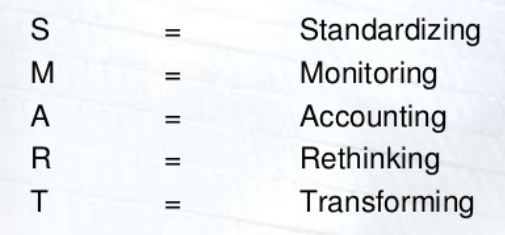 S = Standardizing
M = Monitoring
A = Accounting
R = Rethinking
T = Transforming